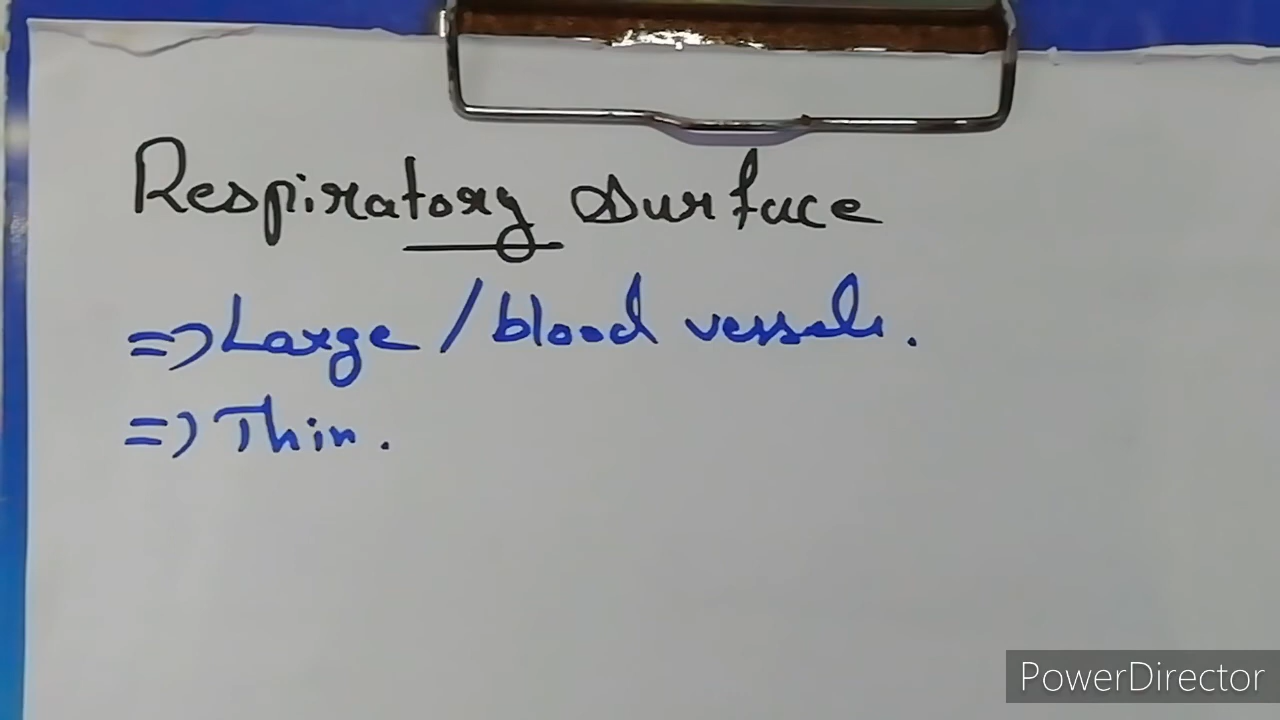 Respiratory surface
=> Large / blood vessels.
=> Thin.
PowerDirector